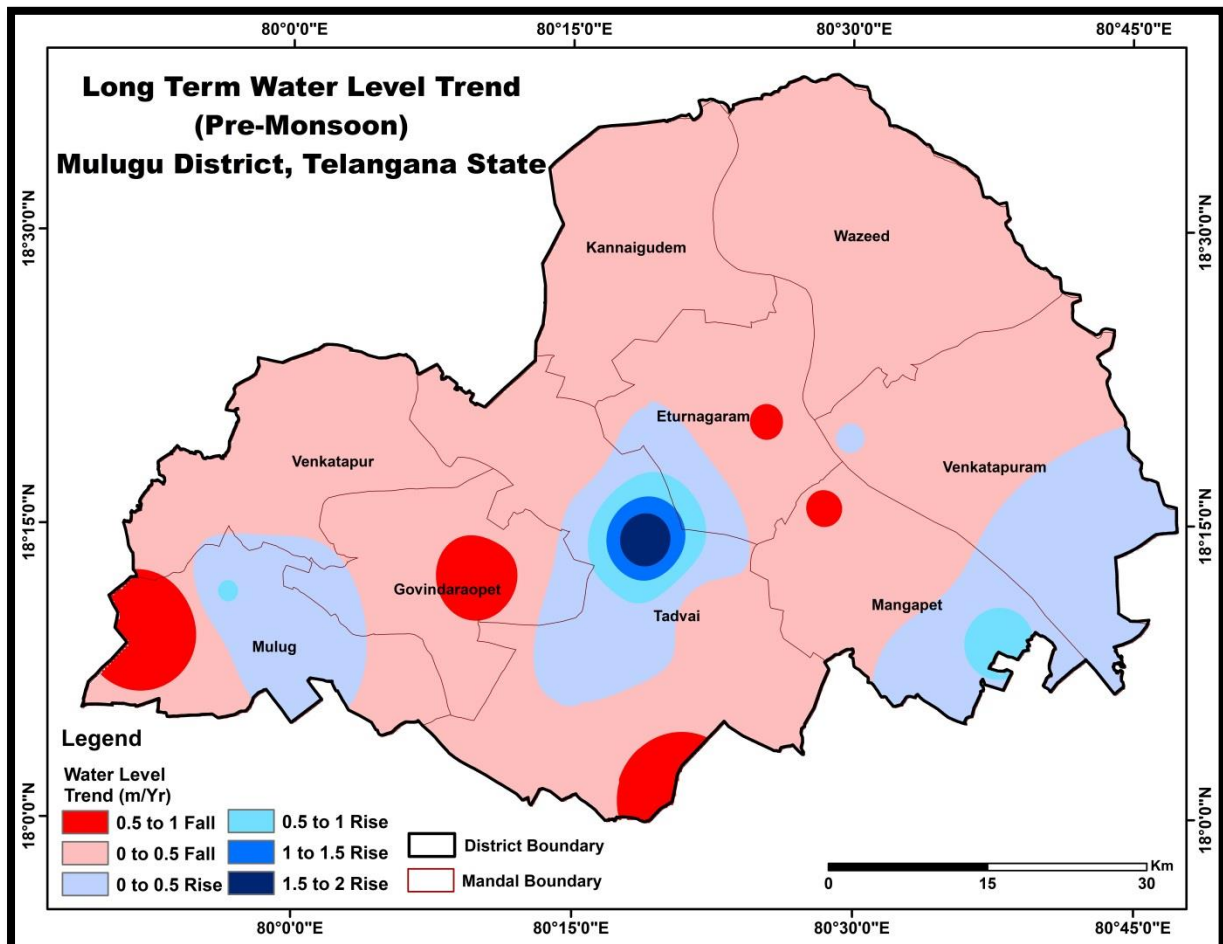 80°0'0"E 80°15'0"E 80°30'0"E 80°45'0"E
Long Term Water Level Trend
(Pre-Monsoon)
Mulugu District, Telangana State
18°30'0"N
18°30'0"N
Kannaigudem
Wazeed
Eturnagaram
Venkatapur
Venkatapuram
18°15'0"N
18°15'0"N
Govindaraopet
Tadvai
Mangapet
Mulug
Legend
Water Level
Trend (m/Yr)
0.5 to 1 Fall
0 to 0.5 Fall
0 to 0.5 Rise
0.5 to 1 Rise
1 to 1.5 Rise
1.5 to 2 Rise
District Boundary
Mandal Boundary
18°0'0"N
18°0'0"N
Km
0 15 30
80°0'0"E 80°15'0"E 80°30'0"E 80°45'0"E